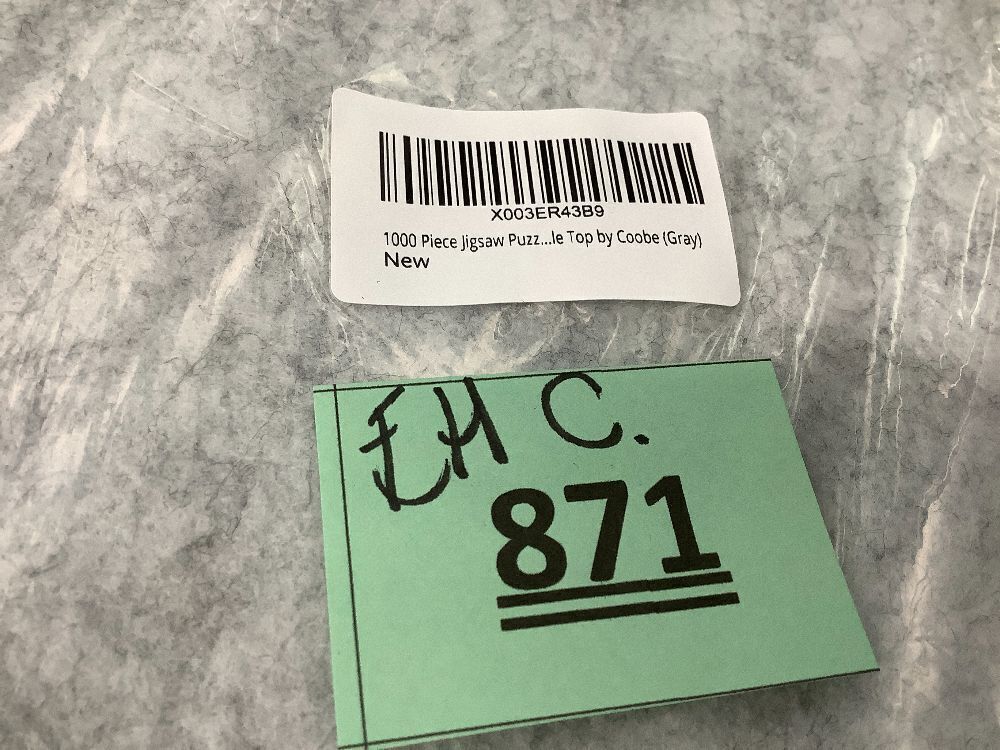 X003ER43B9
1000 Piece Jigsaw Puzz...le Top by Coobe (Gray)
New
EH C.
871